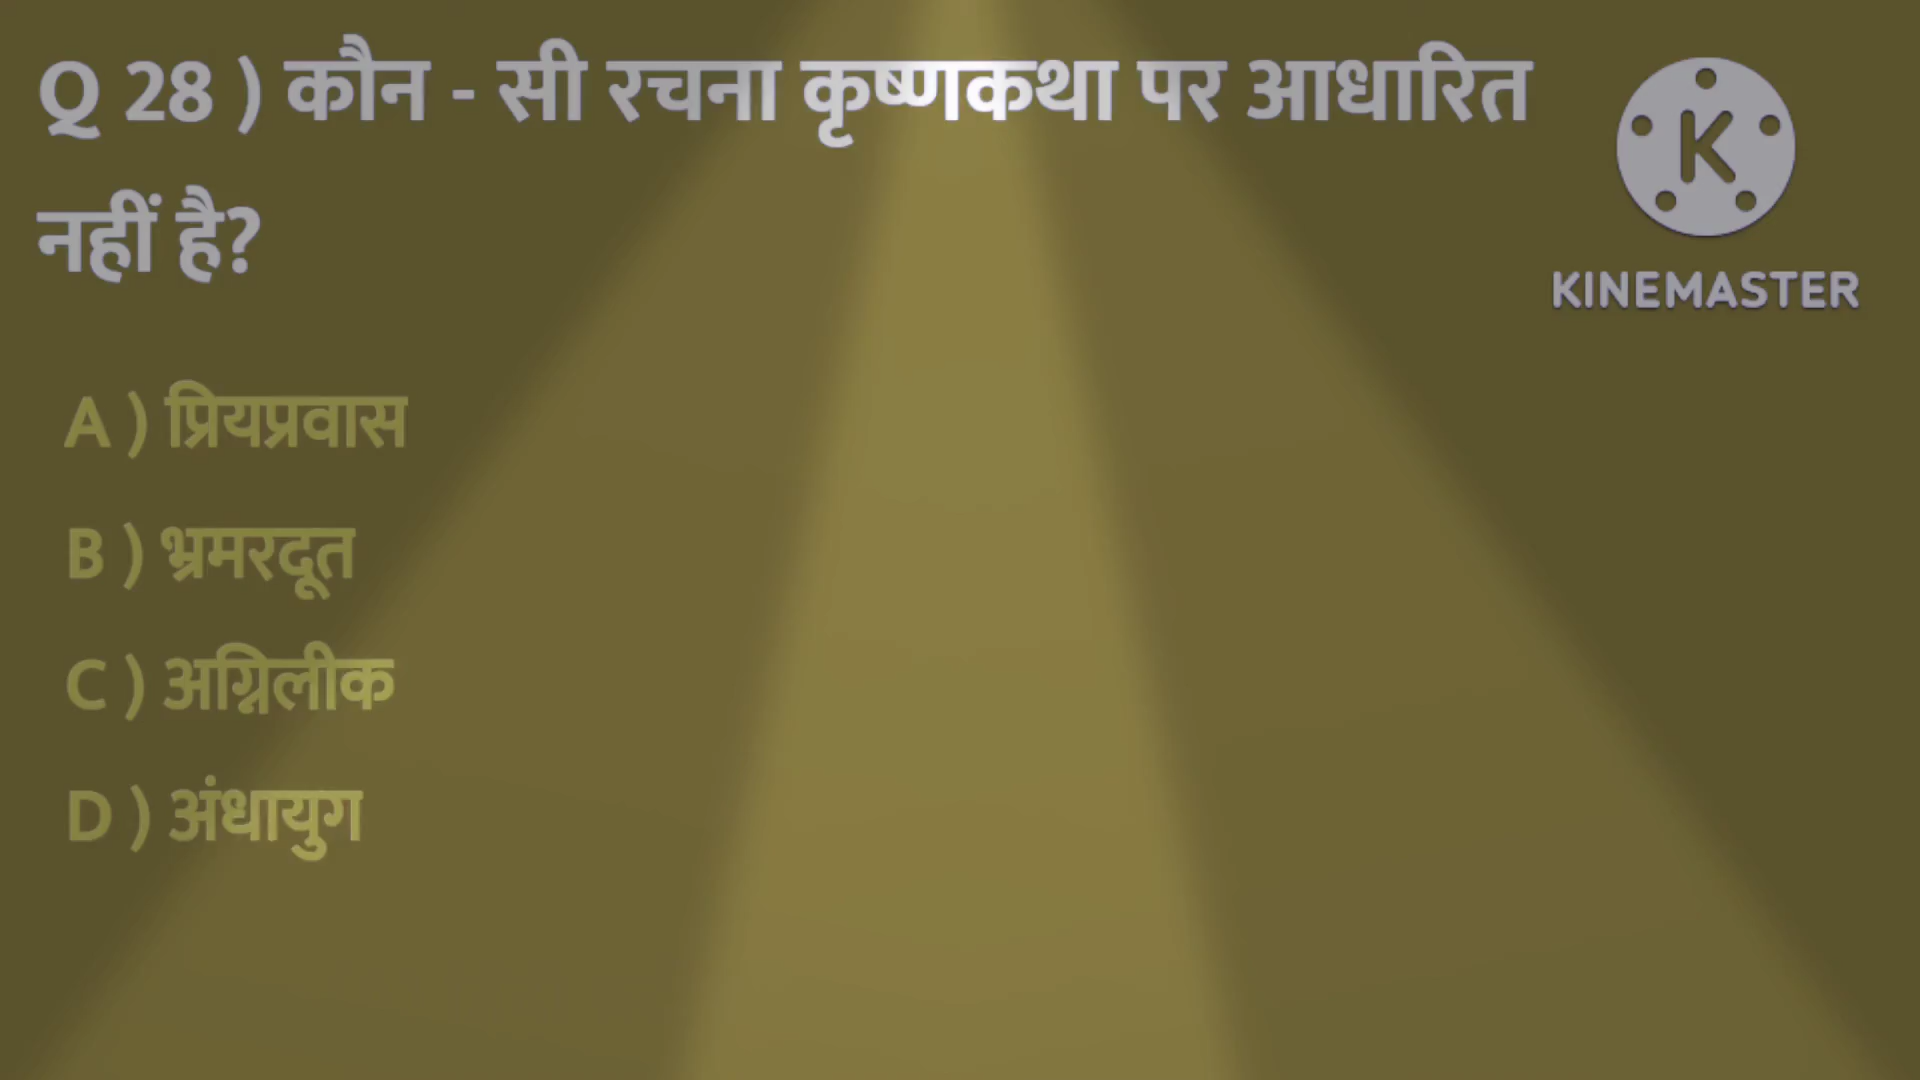 Q 28 ) कौन - सी रचना कृष्णकथा पर आधारित
नहीं है?
K
KINEMASTER
A ) प्रियप्रवास
B ) भ्रमरदूत
C ) अग्निलीक
D ) अंधायुग